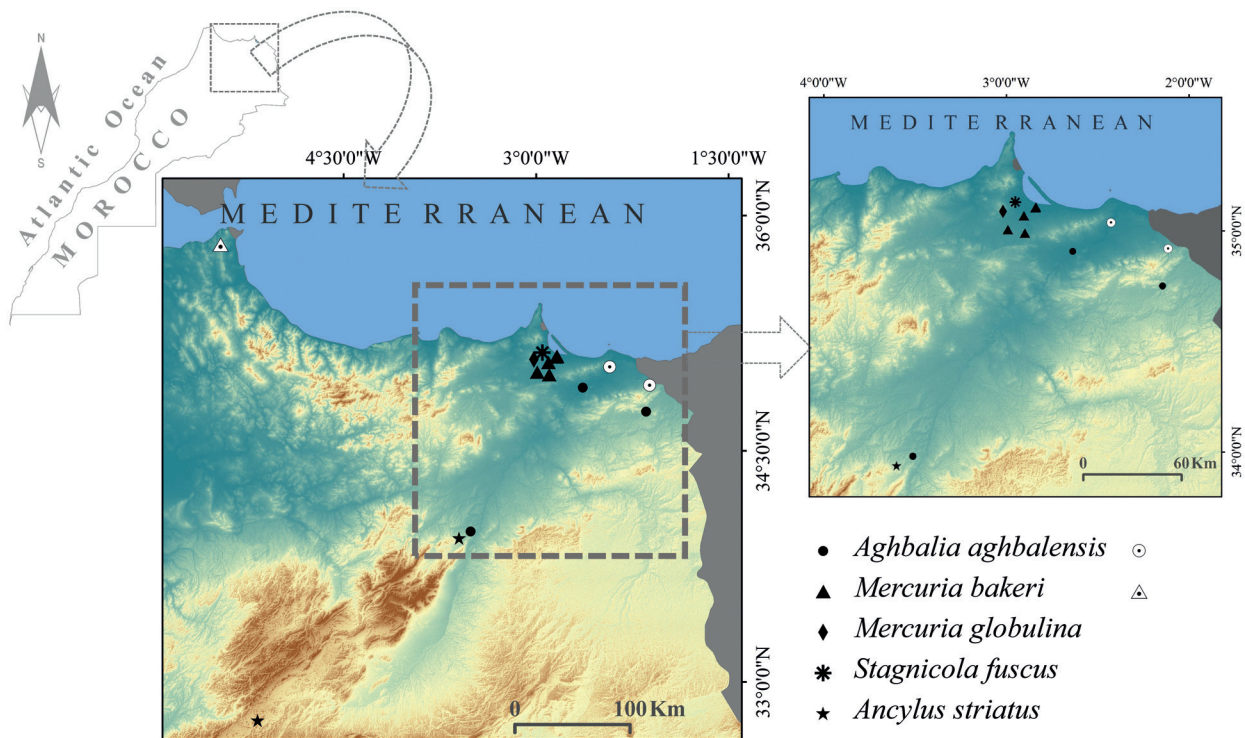 N
S
Atlantic Ocean
MOROCCO
4°30'0"W 3°00'0"W 1°30'0"W
MEDITERRANEAN
36°0'0"N
34°30'0"N
33°0'0"N
0 100 Km
4°0'0"W 3°00'0"W 2°0'0"W
MEDITERRANEAN
35°0'0"N
34°0'0"N
0 60 Km
Aghbalia aghbalensis
Mercuria bakeri
Mercuria globulina
Stagnicola fuscus
Ancylus striatus